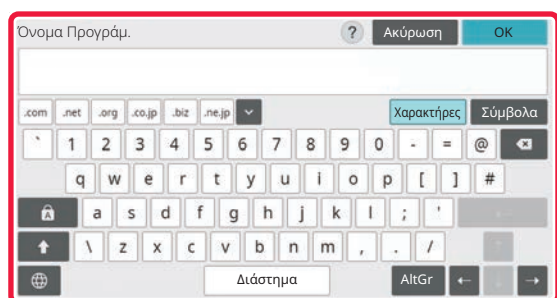 Όνομα Προγράμ. ? Ακύρωση OK
.com .net .org .co.jp .biz .ne.jp Χαρακτήρες Σύμβολα
` 1 2 3 4 5 6 7 8 9 0 - = @
q w e r t y u i o p [ ] #
A a s d f g h j k l ; '
\ z x c v b n m , . /
Διάστημα AltGr